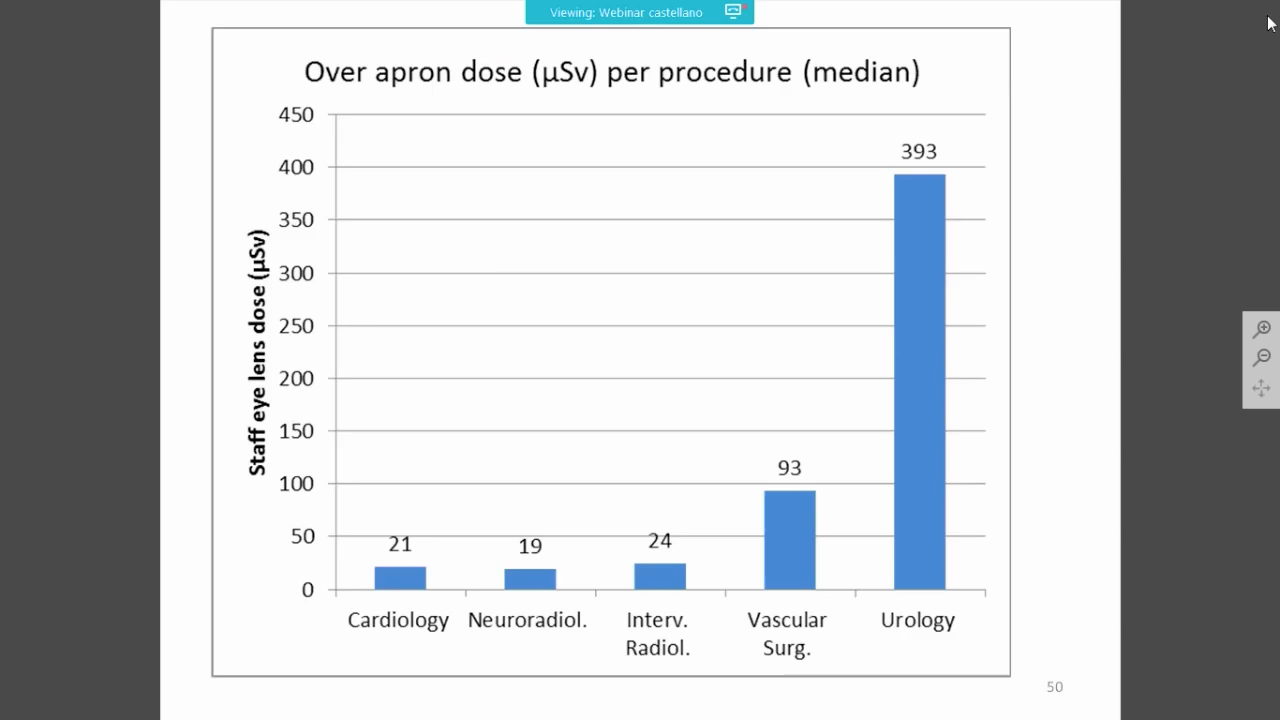 Viewing: Webinar castellano
Over apron dose (µSv) per procedure (median)
Staff eye lens dose (µSv)
450
400
350
300
250
200
150
100
50
0
21
19
24
93
393
Cardiology
Neuroradiol.
Interv.
Radiol.
Vascular
Surg.
Urology
50